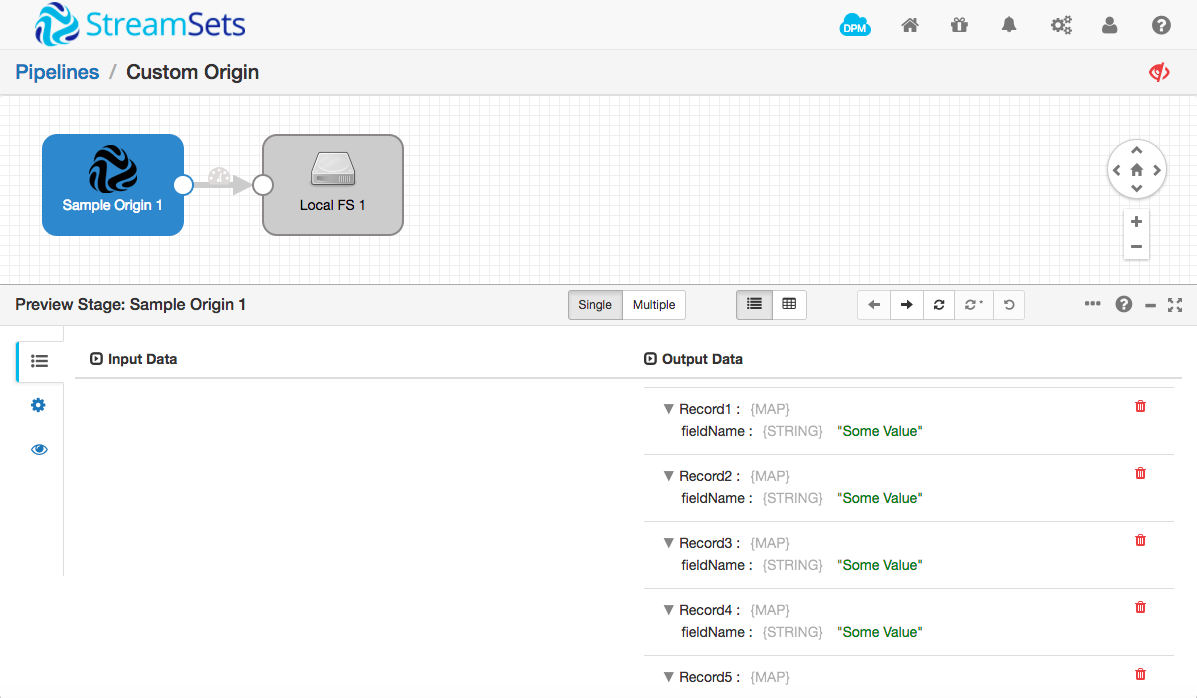 StreamSets
DPM
Pipelines / Custom Origin
Sample Origin 1
Local FS 1
Preview Stage: Sample Origin 1
Single
Multiple
Input Data
Output Data
Record1 : {MAP}
fieldName : {STRING} "Some Value"
Record2 : {MAP}
fieldName : {STRING} "Some Value"
Record3 : {MAP}
fieldName : {STRING} "Some Value"
Record4 : {MAP}
fieldName : {STRING} "Some Value"
Record5 : {MAP}